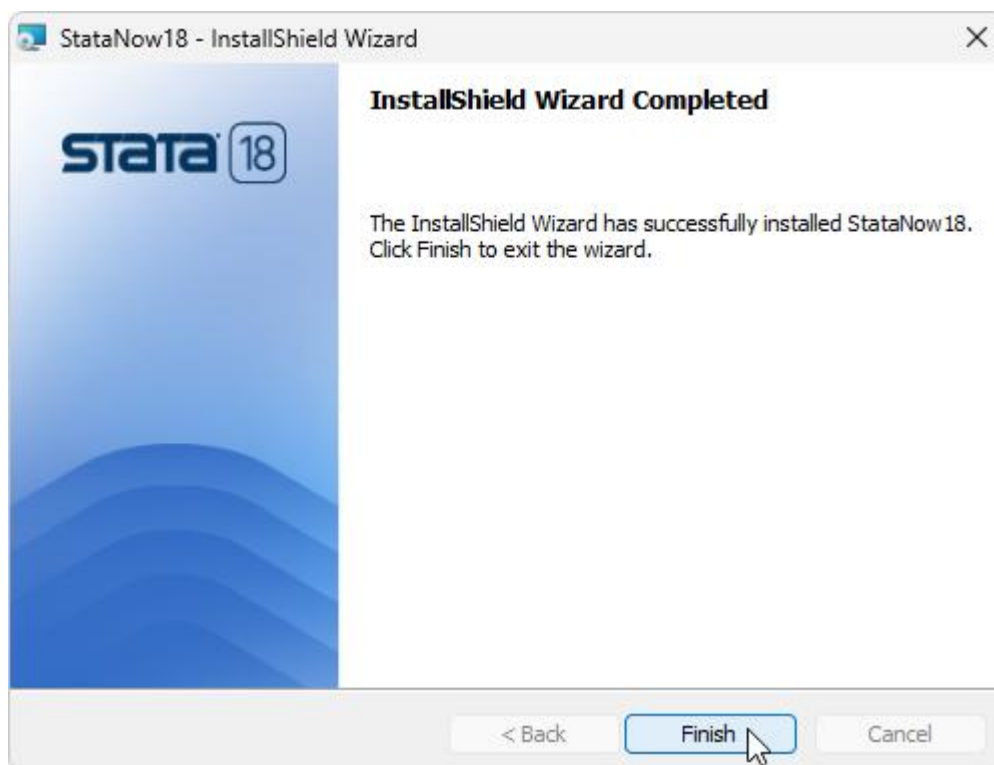 StataNow18 - InstallShield Wizard
InstallShield Wizard Completed
stata 18
The InstallShield Wizard has successfully installed StataNow18.
Click Finish to exit the wizard.
< Back
Finish
Cancel